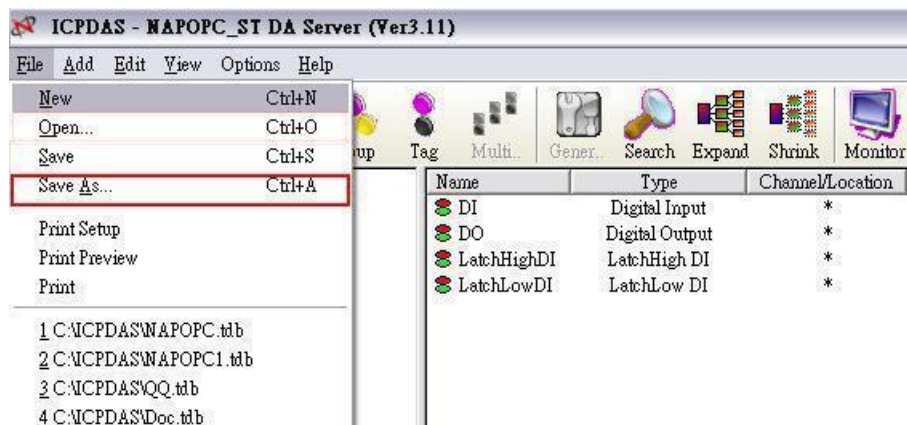 ICPDAS - NAPOPC_ST DA Server (Ver3.11)
File Add Edit View Options Help
New Ctrl+N
Open... Ctrl+O
Save Ctrl+S
Save As... Ctrl+A
Print Setup
Print Preview
Print
1 C:\ICPDAS\NAPOPC.tdb
2 C:\ICPDAS\NAPOPC1.tdb
3 C:\ICPDAS\QQ.tdb
4 C:\ICPDAS\Doc.tdb
up Tag Multi.. Gener.. Search Expand Shrink Monitor
Name Type Channel/Location
DI Digital Input *
DO Digital Output *
LatchHighDI LatchHigh DI *
LatchLowDI LatchLow DI *